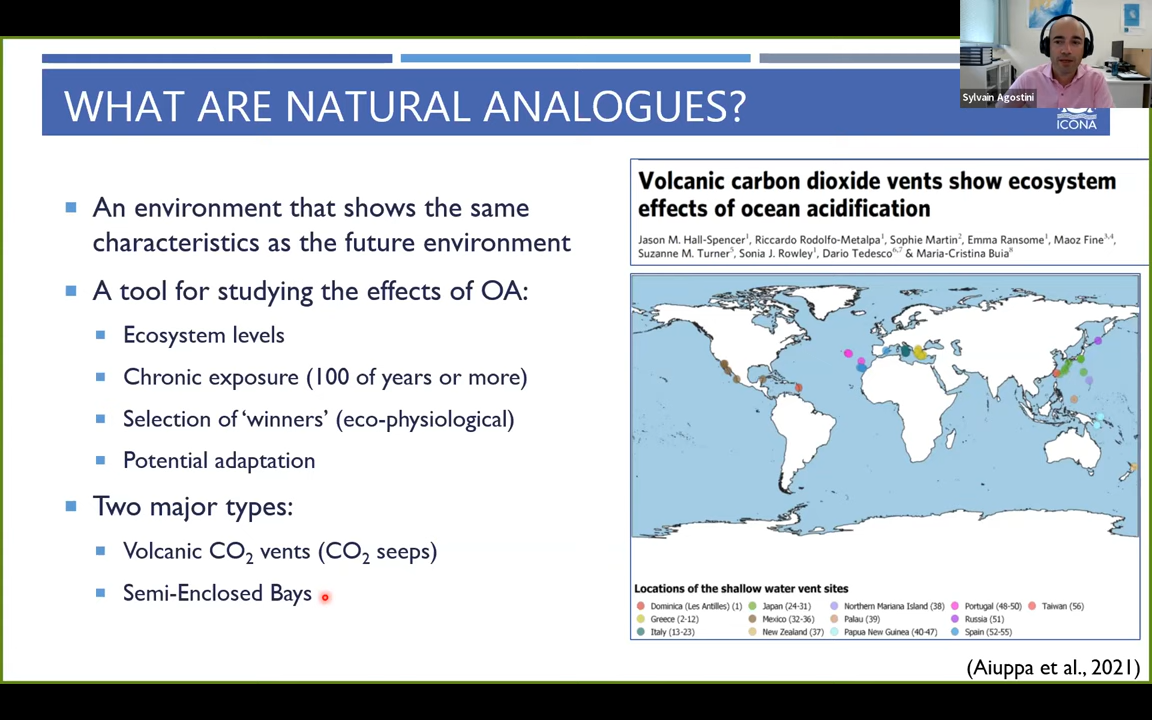 WHAT ARE NATURAL ANALOGUES?
Sylvain Agostini
ICONA
An environment that shows the same
characteristics as the future environment
A tool for studying the effects of OA:
Ecosystem levels
Chronic exposure (100 of years or more)
Selection of ‘winners’ (eco-physiological)
Potential adaptation
Two major types:
Volcanic CO2 vents (CO2 seeps)
Semi-Enclosed Bays
Volcanic carbon dioxide vents show ecosystem
effects of ocean acidification
Jason M. Hall-Spencer1, Riccardo Rodolfo-Metalpa1, Sophie Martin2, Emma Ransome1, Maoz Fine3,4,
Suzanne M. Turner5, Sonia J. Rowley1, Dario Tedesco6,7 & Maria-Cristina Buia8
Locations of the shallow water vent sites
Dominica (Les Antilles) (1) Japan (24-31) Northern Mariana Island (38) Portugal (48-50) Taiwan (56)
Greece (2-12) Mexico (32-36) Palau (39) Russia (51)
Italy (13-23) New Zealand (37) Papua New Guinea (40-47) Spain (52-55)
(Aiuppa et al., 2021)